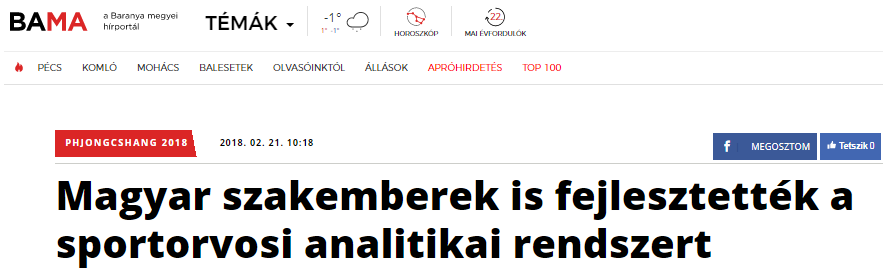 BAMA
a Baranya megyei
hírportál
TÉMÁK
-1°
1° -1°
HOROSZKÓP
22
MAI ÉVFORDULÓK
PÉCS KOMLÓ MOHÁCS BALESETEK OLVASÓINKTÓL ÁLLÁSOK APRÓHIRDETÉS TOP 100
PHJONGCSHANG 2018
2018. 02. 21. 10:18
f MEGOSZTOM
Tetszik 0
Magyar szakemberek is fejlesztették a
sportorvosi analitikai rendszert